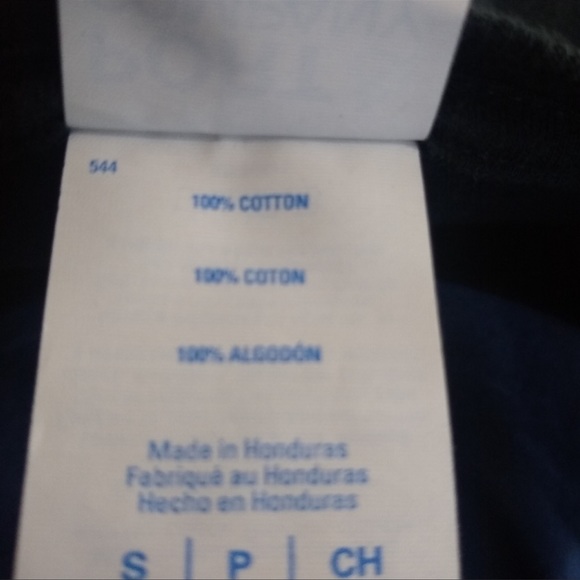 544
100% COTTON
100% COTON
100% ALGODÓN
Made in Honduras
Fabriqué au Honduras
Hecho en Honduras
S | P | CH